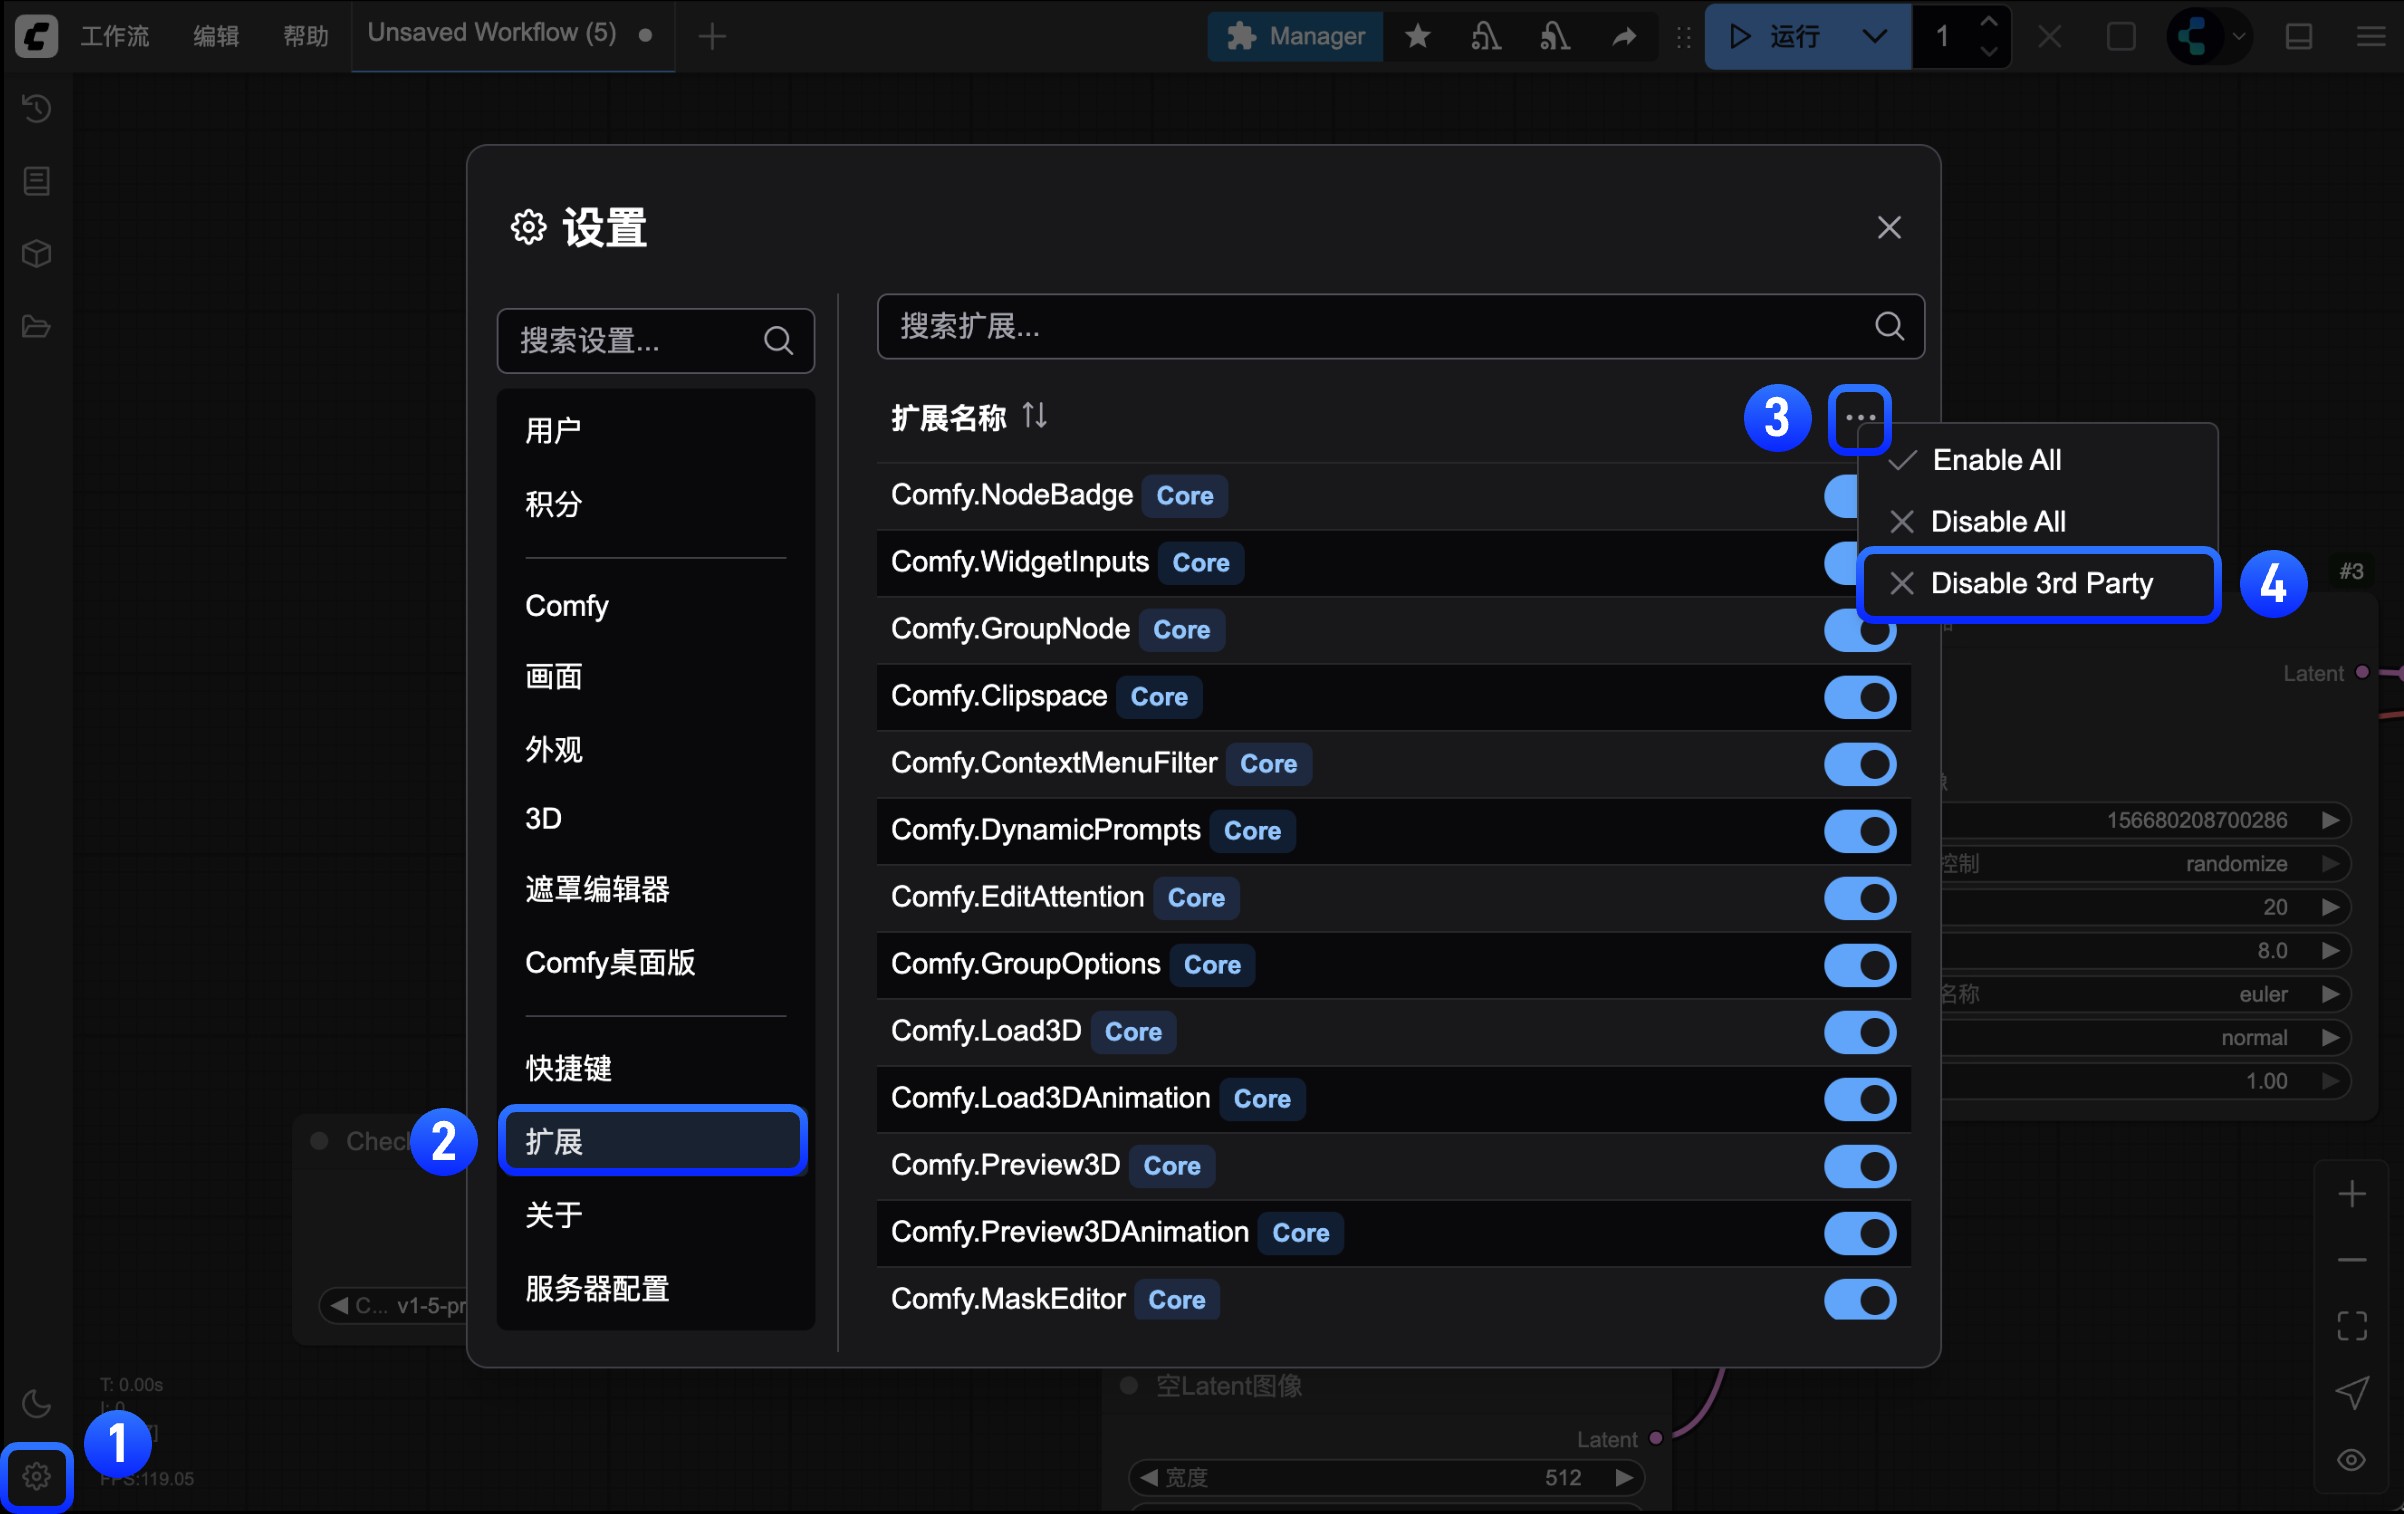 工作流 编辑 帮助 Unsaved Workflow (5) Manager 运行 1
设置
搜索设置...
用户
积分
Comfy
画面
外观
3D
遮罩编辑器
Comfy桌面版
快捷键
扩展
关于
服务器配置
搜索扩展...
扩展名称
3
Enable All
Disable All
Disable 3rd Party
4
Comfy.NodeBadge Core
Comfy.WidgetInputs Core
Comfy.GroupNode Core
Comfy.Clipspace Core
Comfy.ContextMenuFilter Core
Comfy.DynamicPrompts Core
Comfy.EditAttention Core
Comfy.GroupOptions Core
Comfy.Load3D Core
Comfy.Load3DAnimation Core
Comfy.Preview3D Core
Comfy.Preview3DAnimation Core
Comfy.MaskEditor Core
#3
Latent
156680208700286
控制 randomize
20
8.0
名称 euler
normal
1.00
2
C... v1-5-pr
空Latent图像
Latent
宽度 512
T: 0.00s
1
FPS:119.05